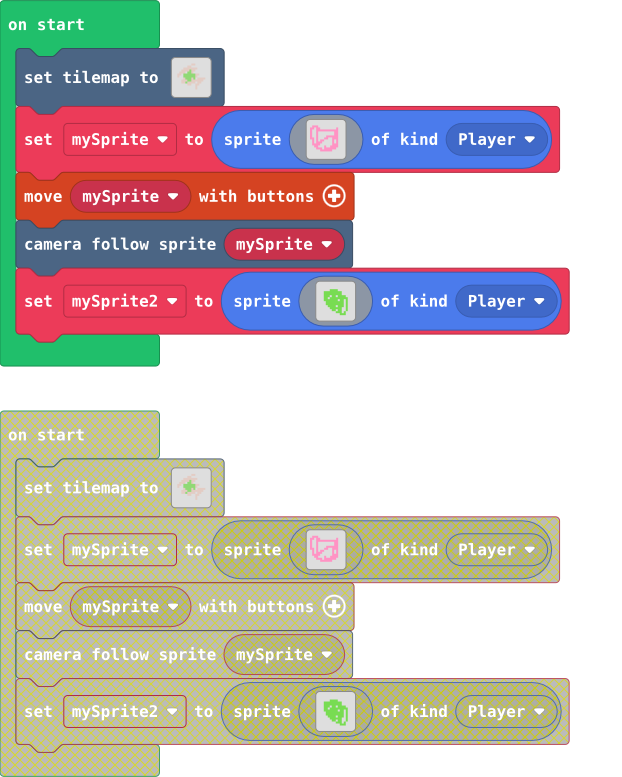 on start
set tilemap to
set mySprite to sprite of kind Player
move mySprite with buttons
camera follow sprite mySprite
set mySprite2 to sprite of kind Player
on start
set tilemap to
set mySprite to sprite of kind Player
move mySprite with buttons
camera follow sprite mySprite
set mySprite2 to sprite of kind Player